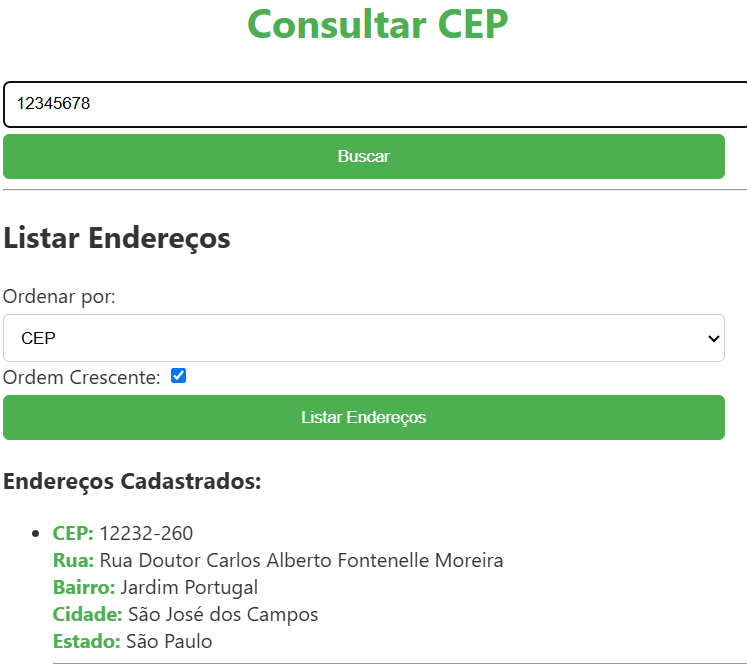 Consultar CEP
12345678
Buscar
Listar Endereços
Ordenar por:
CEP
Ordem Crescente:
Listar Endereços
Endereços Cadastrados:
CEP: 12232-260
Rua: Rua Doutor Carlos Alberto Fontenelle Moreira
Bairro: Jardim Portugal
Cidade: São José dos Campos
Estado: São Paulo